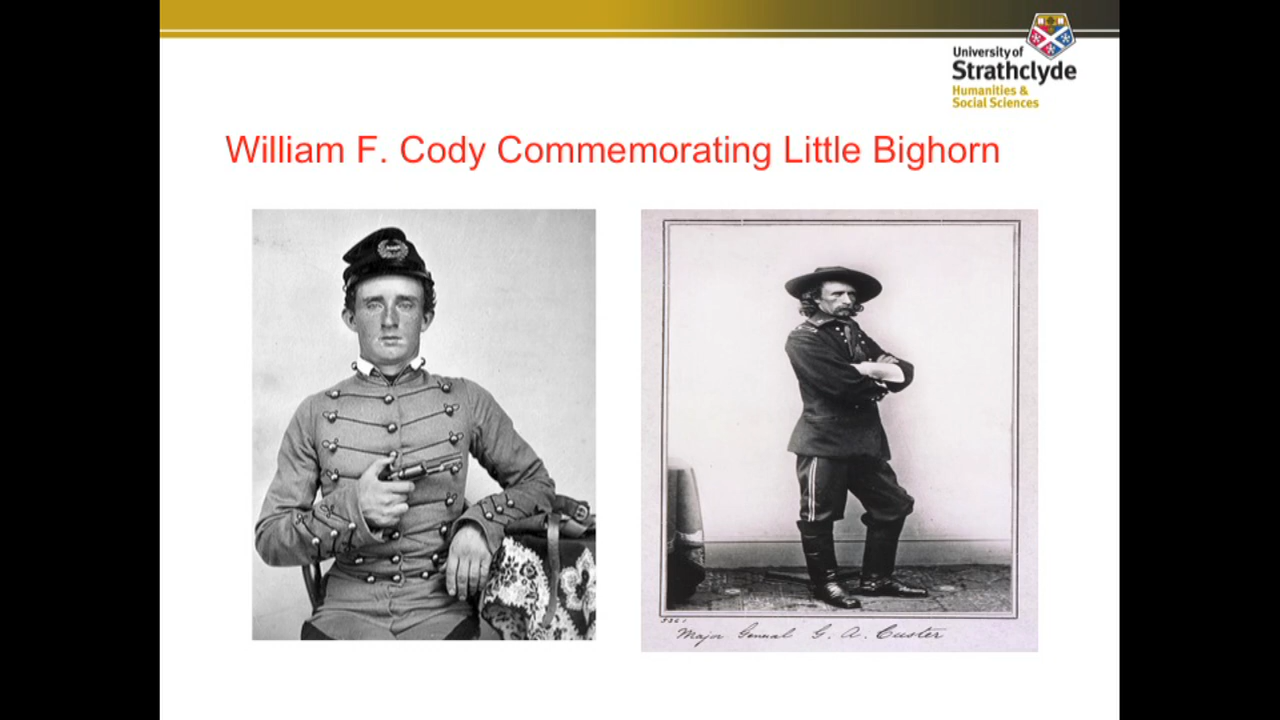 University of
Strathclyde
Humanities &
Social Sciences
William F. Cody Commemorating Little Bighorn
Major General G. A. Custer